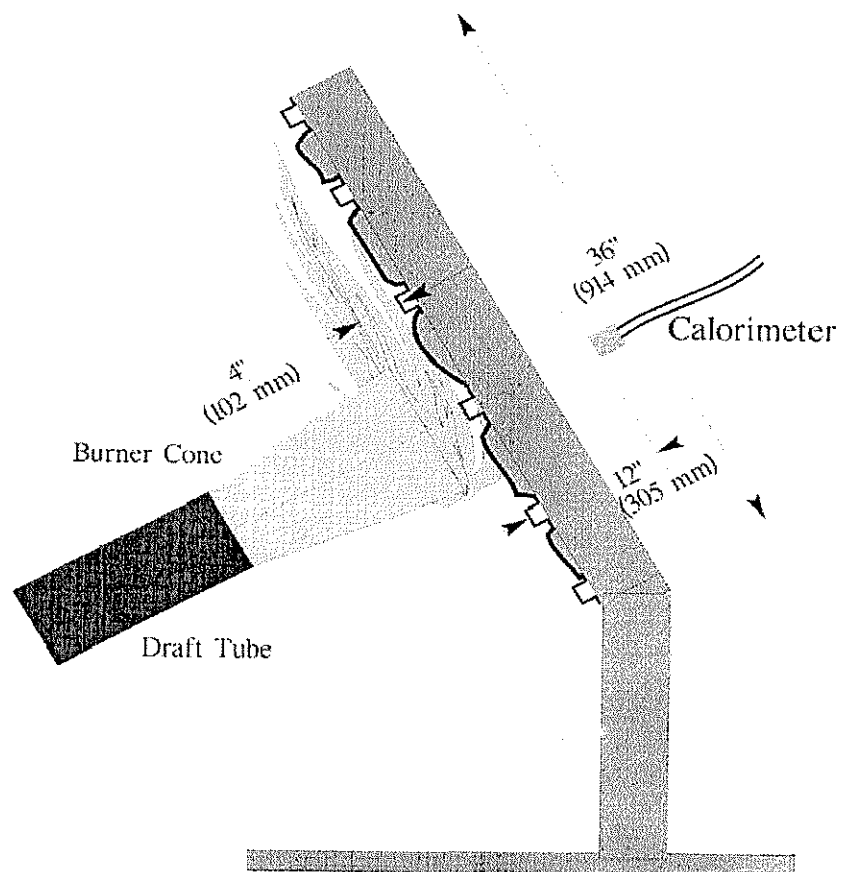 36"
(914 mm)
Calorimeter
4"
(102 mm)
Burner Cone
12"
(305 mm)
Draft Tube